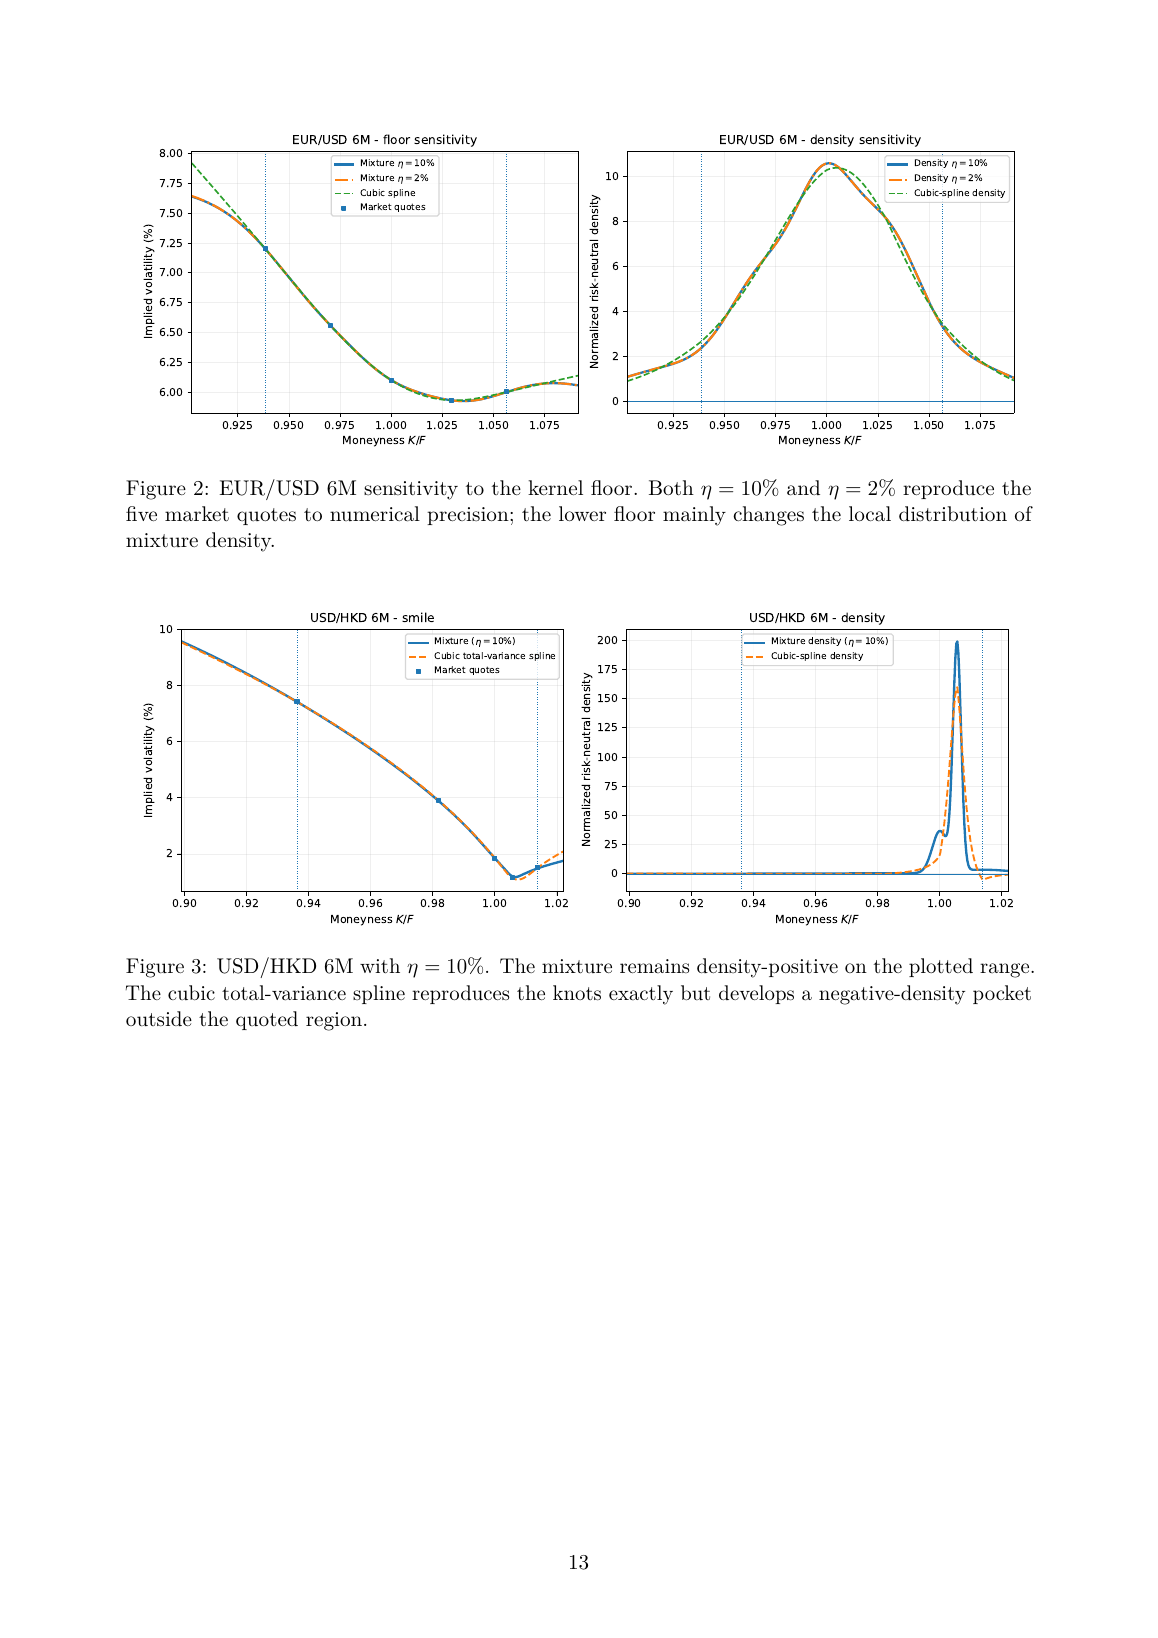 EUR/USD 6M - floor sensitivity
8.00
7.75
7.50
7.25
7.00
6.75
6.50
6.25
6.00
Implied volatility (%)
Mixture η = 10%
Mixture η = 2%
Cubic spline
Market quotes
0.925 0.950 0.975 1.000 1.025 1.050 1.075
Moneyness K/F
EUR/USD 6M - density sensitivity
10
8
6
4
2
0
Normalized risk-neutral density
Density η = 10%
Density η = 2%
Cubic-spline density
0.925 0.950 0.975 1.000 1.025 1.050 1.075
Moneyness K/F
Figure 2: EUR/USD 6M sensitivity to the kernel floor. Both η = 10% and η = 2% reproduce the
five market quotes to numerical precision; the lower floor mainly changes the local distribution of
mixture density.
USD/HKD 6M - smile
10
8
6
4
2
Implied volatility (%)
Mixture (η = 10%)
Cubic total-variance spline
Market quotes
0.90 0.92 0.94 0.96 0.98 1.00 1.02
Moneyness K/F
USD/HKD 6M - density
200
175
150
125
100
75
50
25
0
Normalized risk-neutral density
Mixture density (η = 10%)
Cubic-spline density
0.90 0.92 0.94 0.96 0.98 1.00 1.02
Moneyness K/F
Figure 3: USD/HKD 6M with η = 10%. The mixture remains density-positive on the plotted range.
The cubic total-variance spline reproduces the knots exactly but develops a negative-density pocket
outside the quoted region.
13